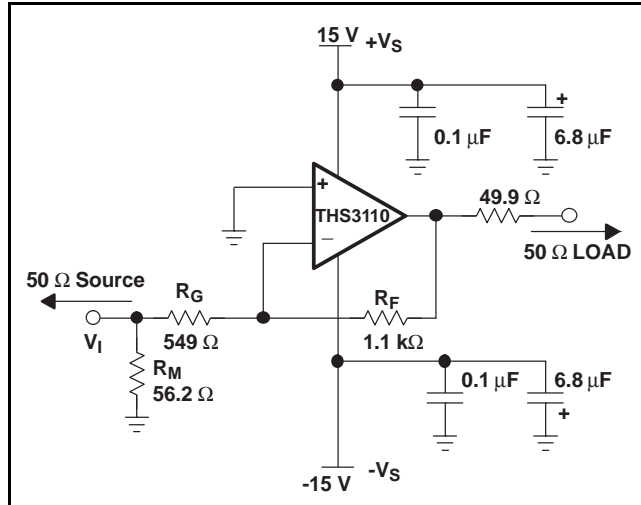 15 V +VS
0.1 µF
6.8 µF
+
+
THS3110
−
49.9 Ω
50 Ω LOAD
50 Ω Source
RG
549 Ω
RF
1.1 kΩ
VI
RM
56.2 Ω
0.1 µF
6.8 µF
+
-15 V
-VS